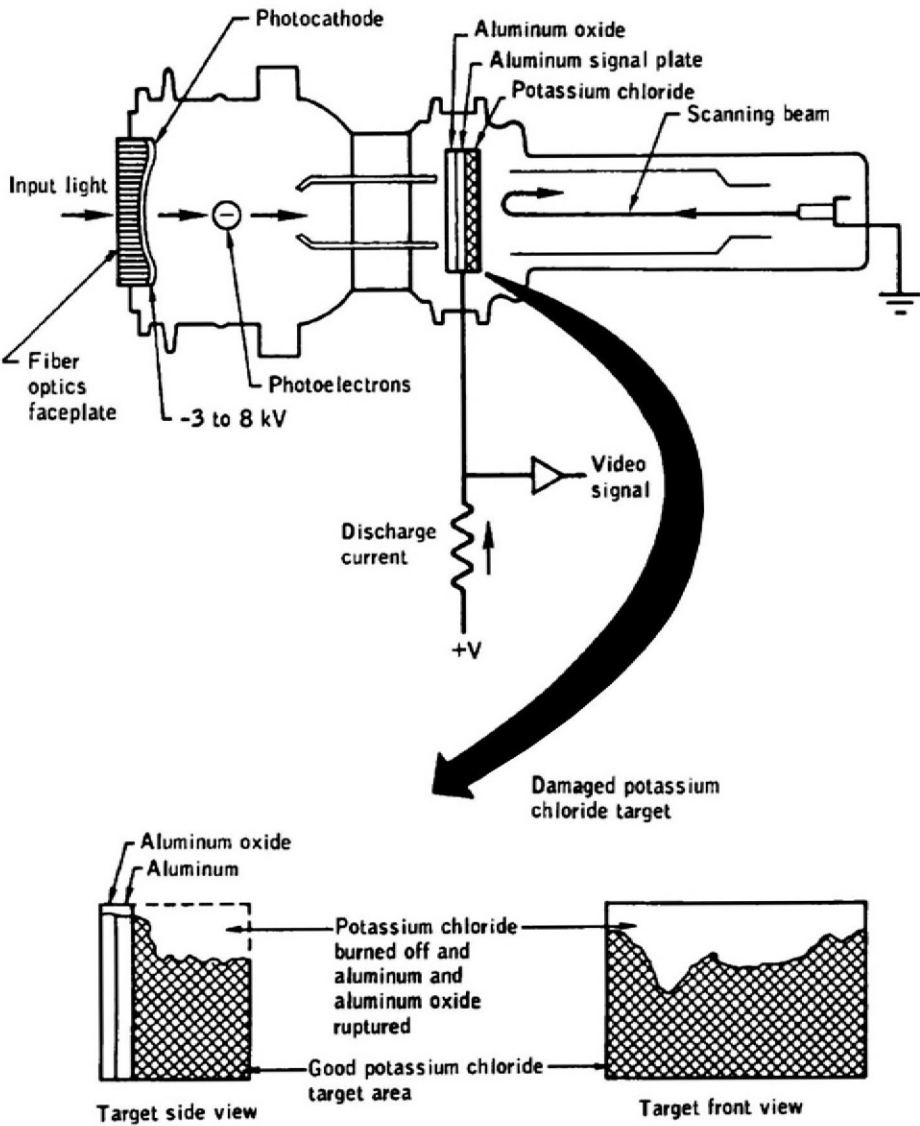 Photocathode
Aluminum oxide
Aluminum signal plate
Potassium chloride
Scanning beam
Input light
Fiber
optics
faceplate
Photoelectrons
-3 to 8 kV
Video
signal
Discharge
current
+V
Damaged potassium
chloride target
Aluminum oxide
Aluminum
Potassium chloride
burned off and
aluminum and
aluminum oxide
ruptured
Good potassium chloride
target area
Target side view
Target front view